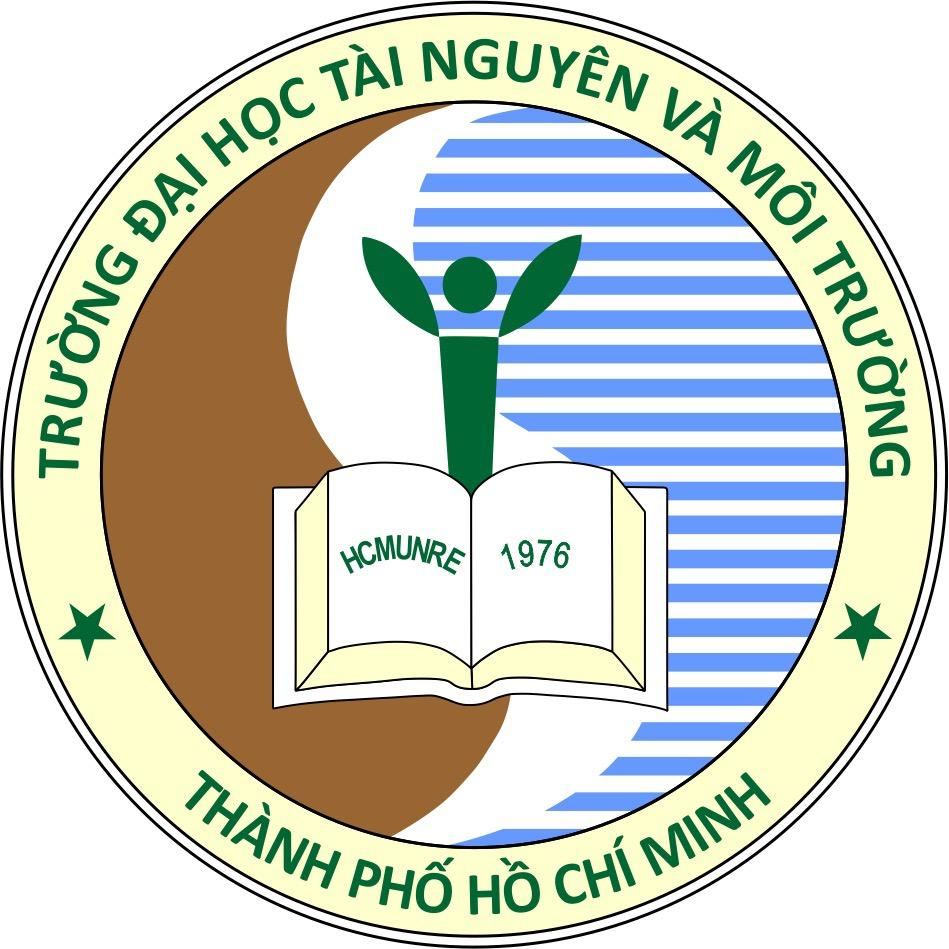 TRƯỜNG ĐẠI HỌC TÀI NGUYÊN VÀ MÔI TRƯỜNG
HCMUNRE
1976
THÀNH PHỐ HỒ CHÍ MINH